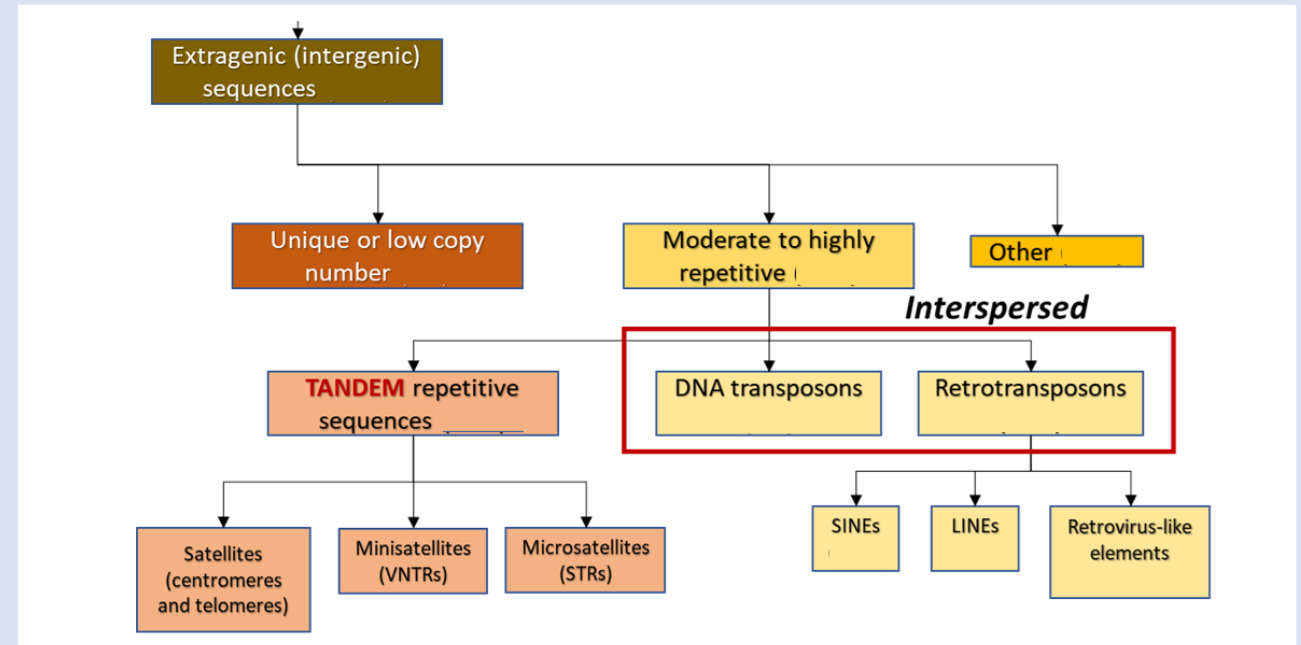 Extragenic (intergenic)
sequences
Unique or low copy
number
Moderate to highly
repetitive (
Other (
Interspersed
TANDEM repetitive
sequences
DNA transposons
Retrotransposons
Satellites
(centromeres
and telomeres)
Minisatellites
(VNTRs)
Microsatellites
(STRs)
SINEs
LINEs
Retrovirus-like
elements